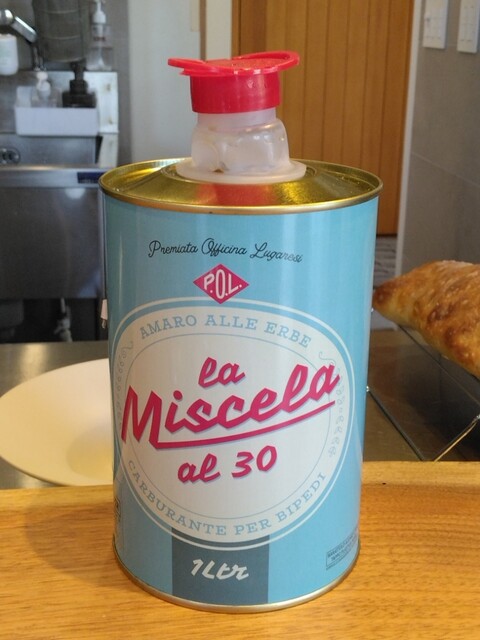 Premiata Officina Lugaresi
P.O.L.
AMARO ALLE ERBE
la
Miscela
al 30
CARBURANTE PER BIPEDI
1Ltr